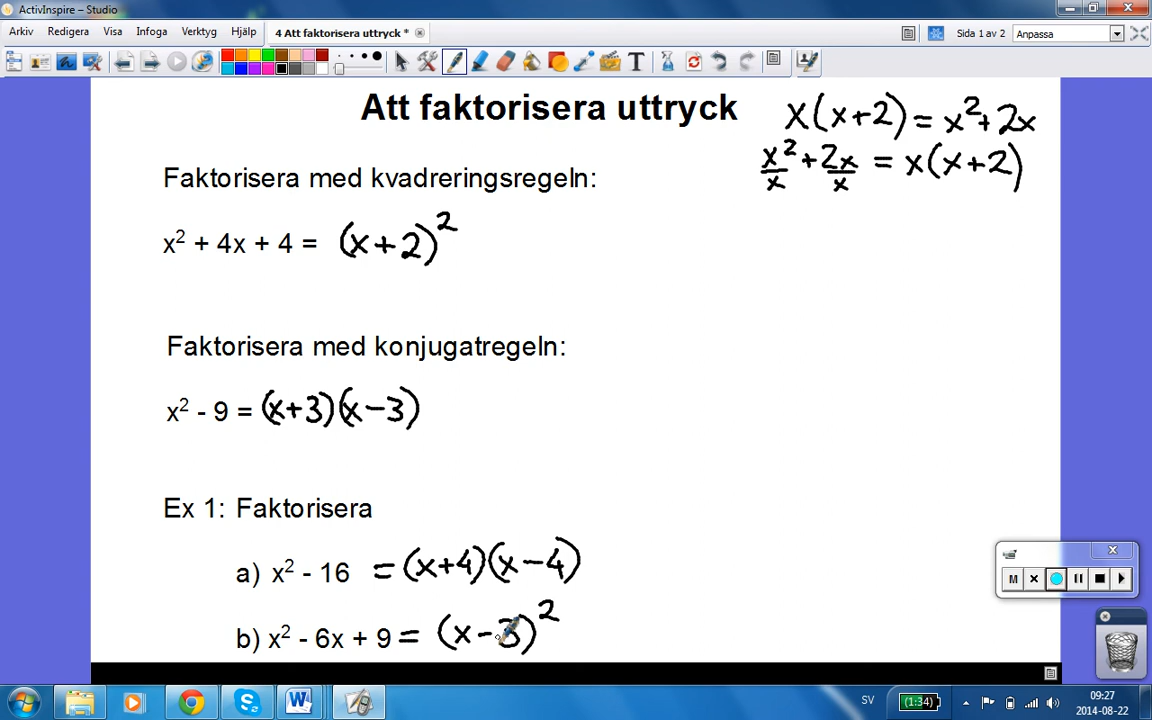 ActivInspire – Studio
Arkiv Redigera Visa Infoga Verktyg Hjälp 4 Att faktorisera uttryck * Sida 1 av 2 Anpassa
Att faktorisera uttryck
x(x+2) = x²+2x
x²/x + 2x/x = x(x+2)
Faktorisera med kvadreringsregeln:
x² + 4x + 4 = (x+2)²
Faktorisera med konjugatregeln:
x² - 9 = (x+3)(x-3)
Ex 1: Faktorisera
a) x² - 16 = (x+4)(x-4)
M
b) x² - 6x + 9 = (x-3)²
SV (1:34) 09:27
2014-08-22